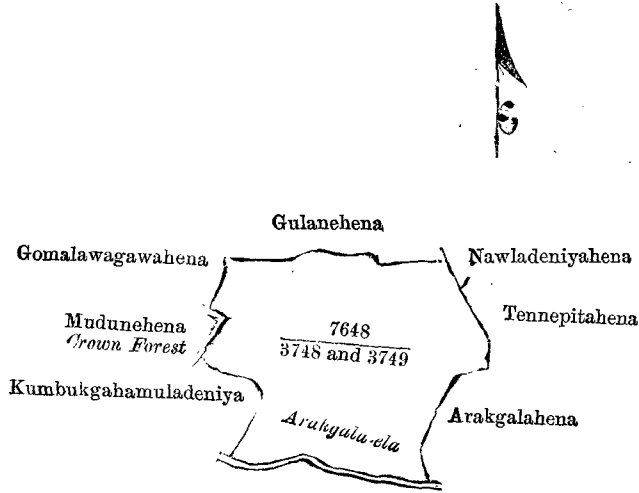 Gulanehena
Gomalawagawahena
Nawladeniyahena
Mudunehena
Crown Forest
Tennepitahena
7648
3748 and 3749
Kumbukgahamuladeniya
Arakgalahena
Arakgala-ela